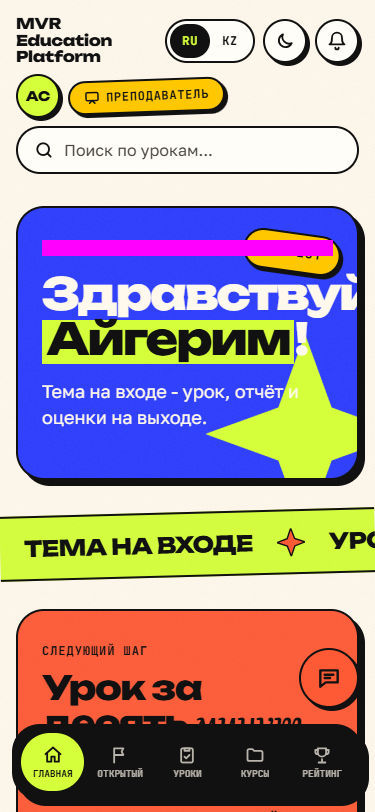 MVR
Education
Platform
RU KZ
AC ПРЕПОДАВАТЕЛЬ
Поиск по урокам...
Здравствуй
Айгерим!
Тема на входе - урок, отчёт и
оценки на выходе.
ТЕМА НА ВХОДЕ УРО
СЛЕДУЮЩИЙ ШАГ
Урок за
ГЛАВНАЯ ОТКРЫТЫЙ УРОКИ КУРСЫ РЕЙТИНГ